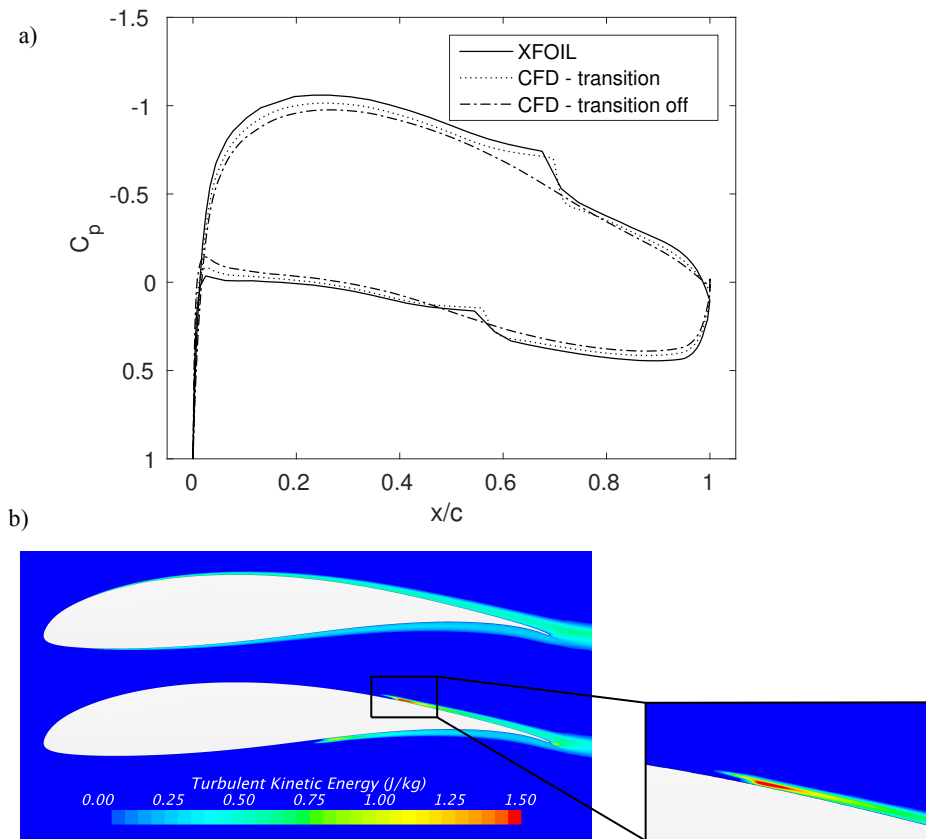 a)
-1.5
-1
-0.5
0
0.5
1
C_p
0
0.2
0.4
0.6
0.8
1
x/c
XFOIL
CFD - transition
CFD - transition off
b)
Turbulent Kinetic Energy (J/kg)
0.00 0.25 0.50 0.75 1.00 1.25 1.50